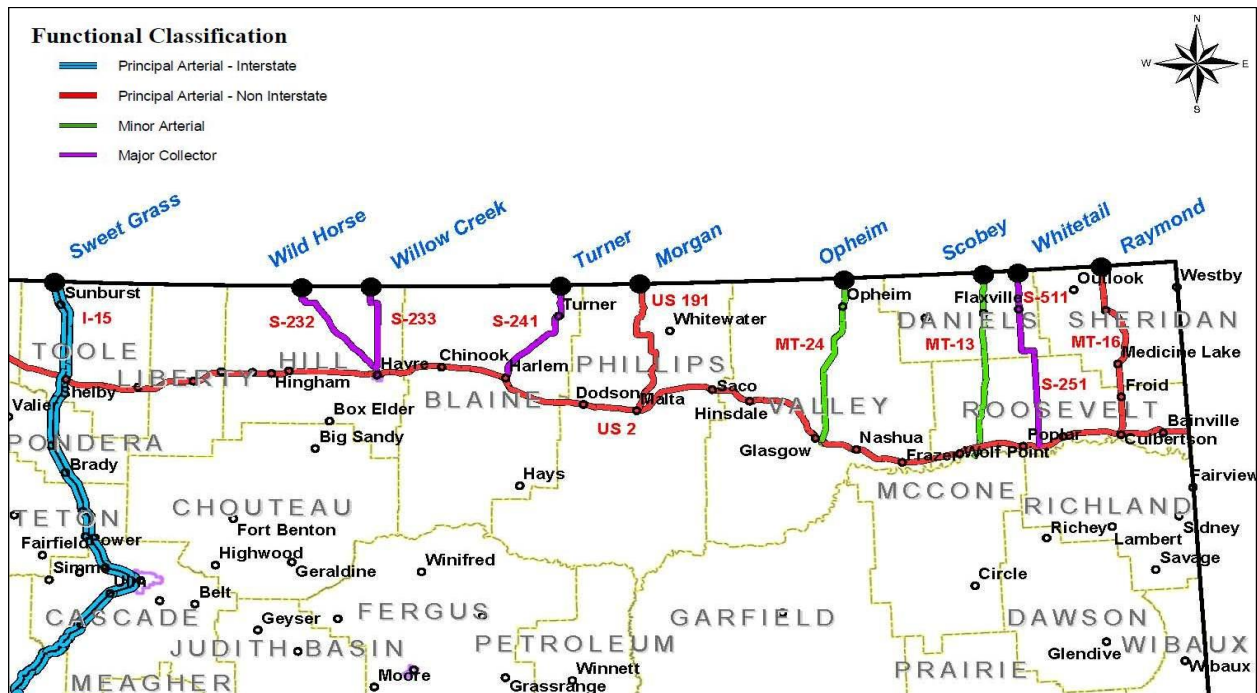 Functional Classification
Principal Arterial - Interstate
Principal Arterial - Non Interstate
Minor Arterial
Major Collector
N
W
E
S
Sweet Grass
Wild Horse
Willow Creek
Turner
Morgan
Opheim
Scobey
Whitetail
Raymond
Sunburst
I-15
S-232
S-233
S-241
Turner
US 191
Whitewater
Opheim
MT-24
Flaxville
S-511
Outlook
Westby
DANIELS
SHERIDAN
MT-13
MT-16
Medicine Lake
TOOLE
LIBERTY
HILL
Hingham
Havre
Chinook
Harlem
PHILLIPS
Shelby
Valier
BLAINE
Dodson
Malta
US 2
Saco
Hinsdale
VALLEY
S-251
Froid
ROOSEVELT
Bainville
Culbertson
Box Elder
Big Sandy
PONDERA
Brady
Glasgow
Nashua
Frazer
Wolf Point
Poplar
Hays
MCCONE
RICHLAND
Fairview
CHOUTEAU
Fort Benton
TETON
Power
Fairfield
Simms
Ulm
Highwood
Geraldine
Winifred
Richey
Lambert
Sidney
Savage
Circle
Belt
CASCADE
Geyser
FERGUS
GARFIELD
DAWSON
JUDITH BASIN
PETROLEUM
Winnett
PRAIRIE
Glendive
WIBAUX
Wibaux
MEAGHER
Moore
Grassrange